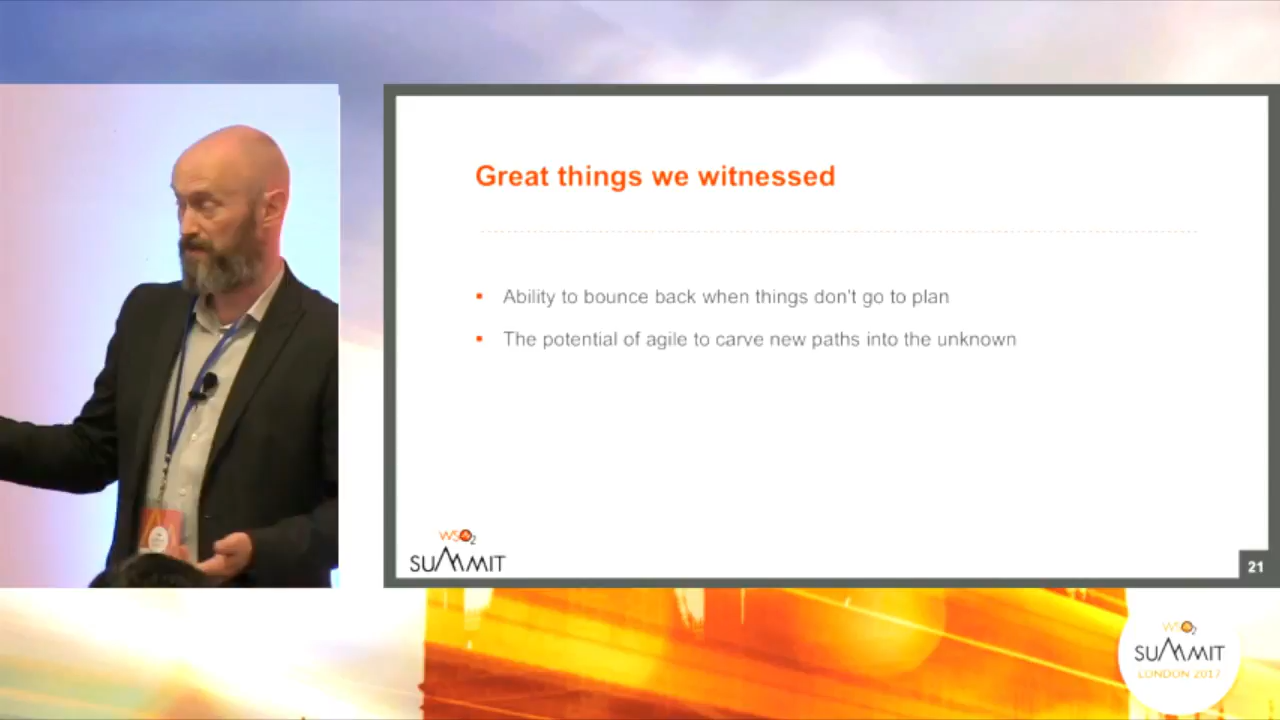 Great things we witnessed
Ability to bounce back when things don't go to plan
The potential of agile to carve new paths into the unknown
WSO2
SUMMIT
21
WSO2
SUMMIT
LONDON 2017